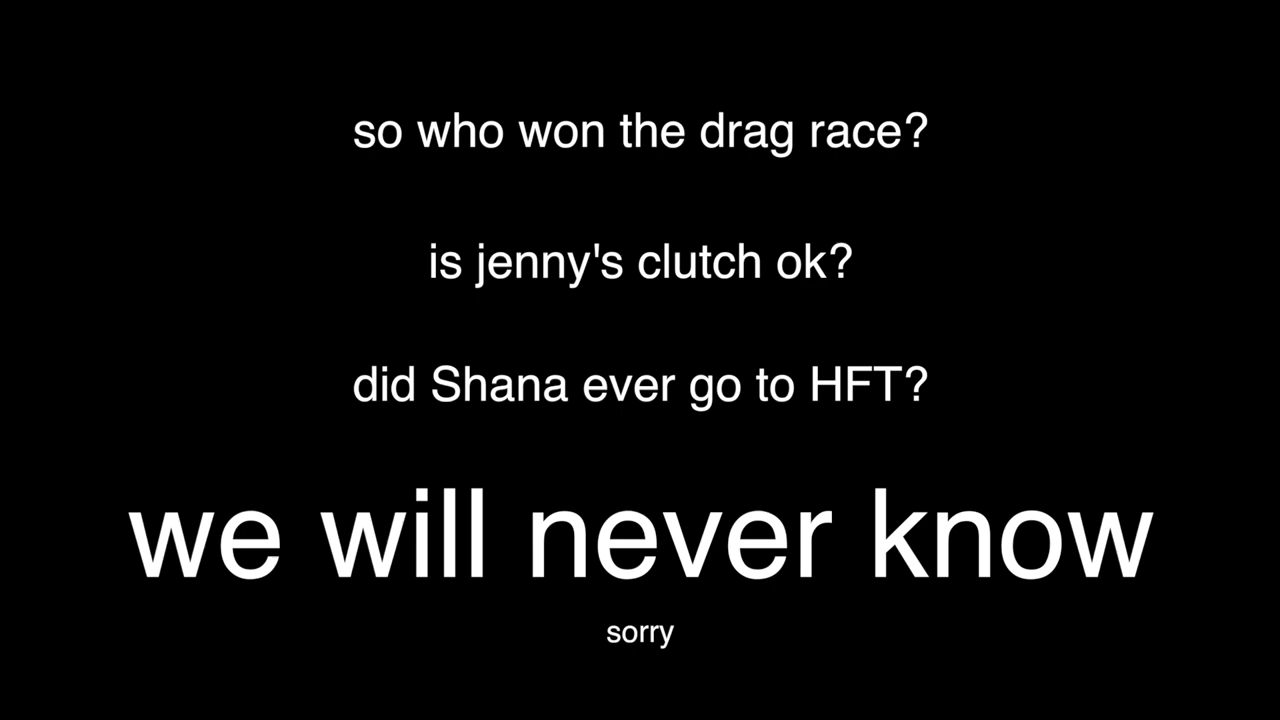 so who won the drag race?
is jenny's clutch ok?
did Shana ever go to HFT?
we will never know
sorry